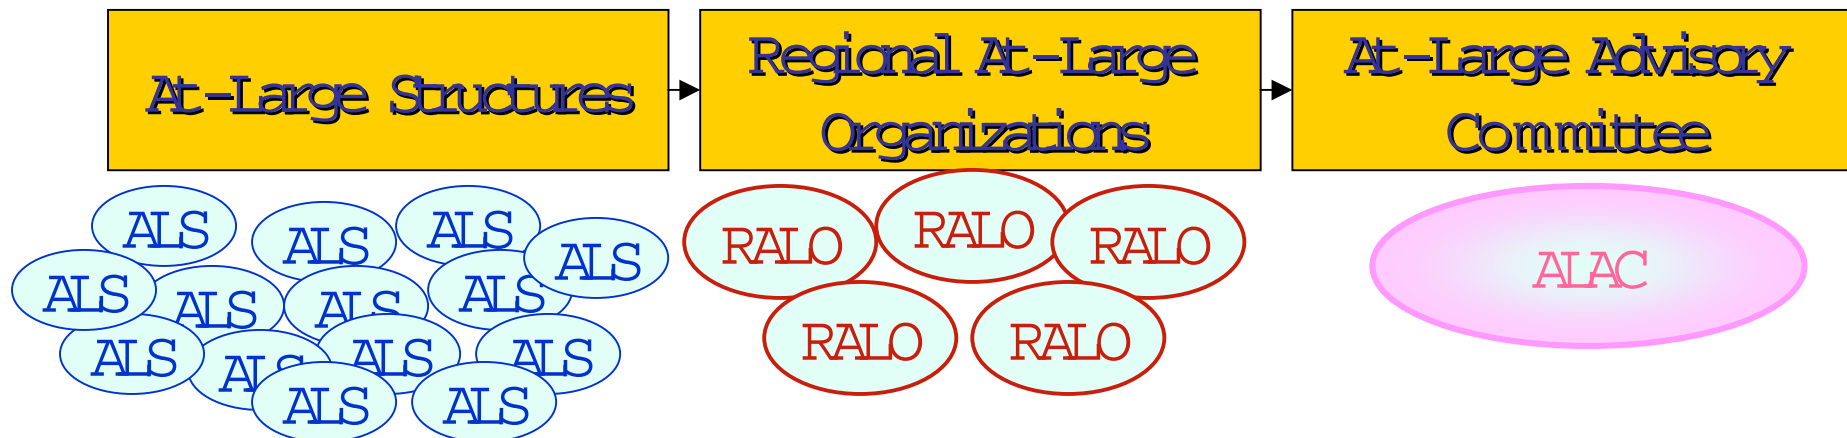 At-Large Structures
Regional At-Large
Organizations
At-Large Advisory
Committee
ALS
ALS
ALS
ALS
ALS
ALS
ALS
ALS
ALS
ALS
ALS
ALS
ALS
ALS
RALO
RALO
RALO
RALO
RALO
ALAC